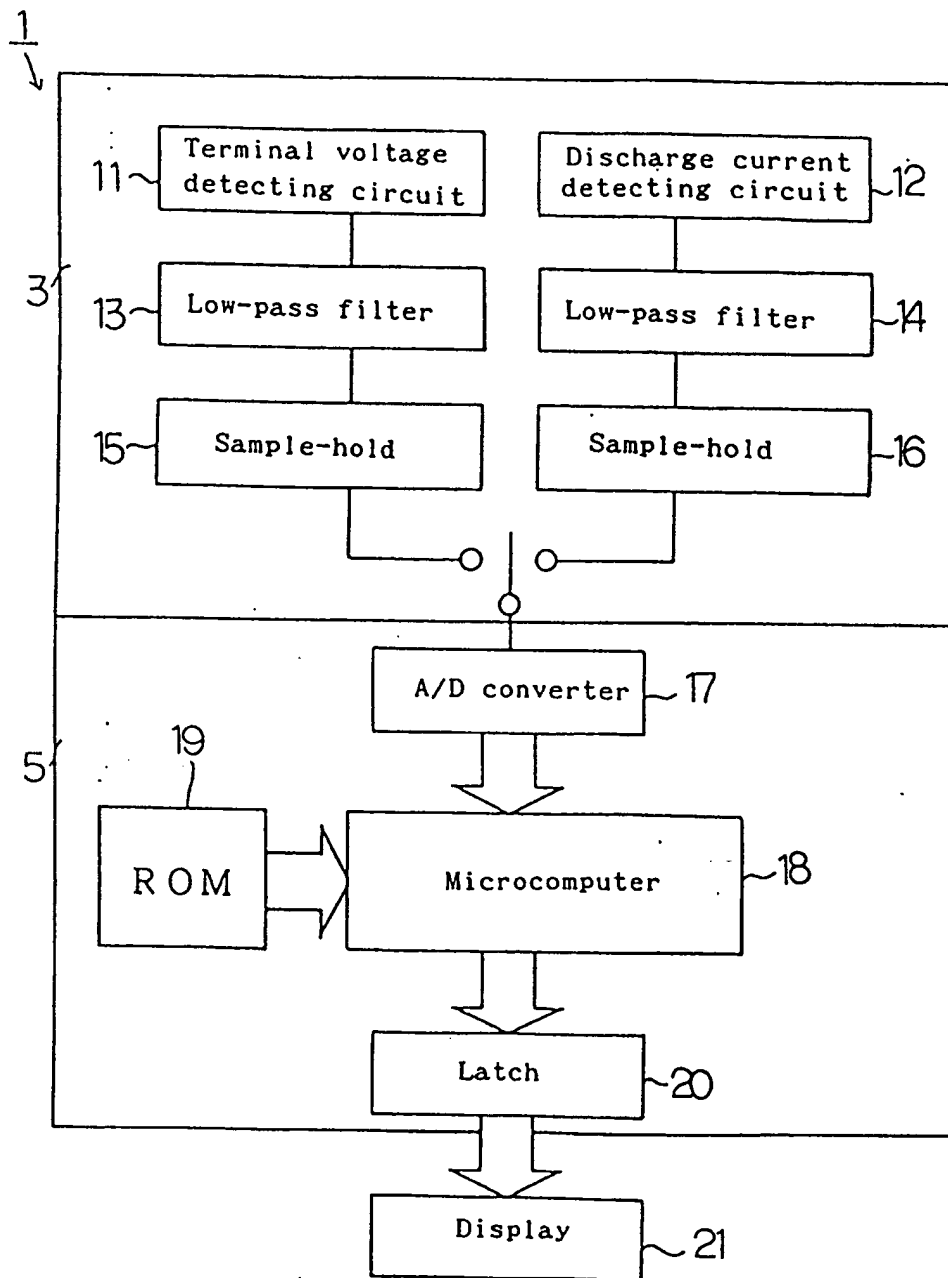 1
Terminal voltage
detecting circuit
11
Discharge current
detecting circuit
12
3
13
Low-pass filter
Low-pass filter
14
15
Sample-hold
Sample-hold
16
A/D converter
17
5
19
ROM
Microcomputer
18
Latch
20
Display
21